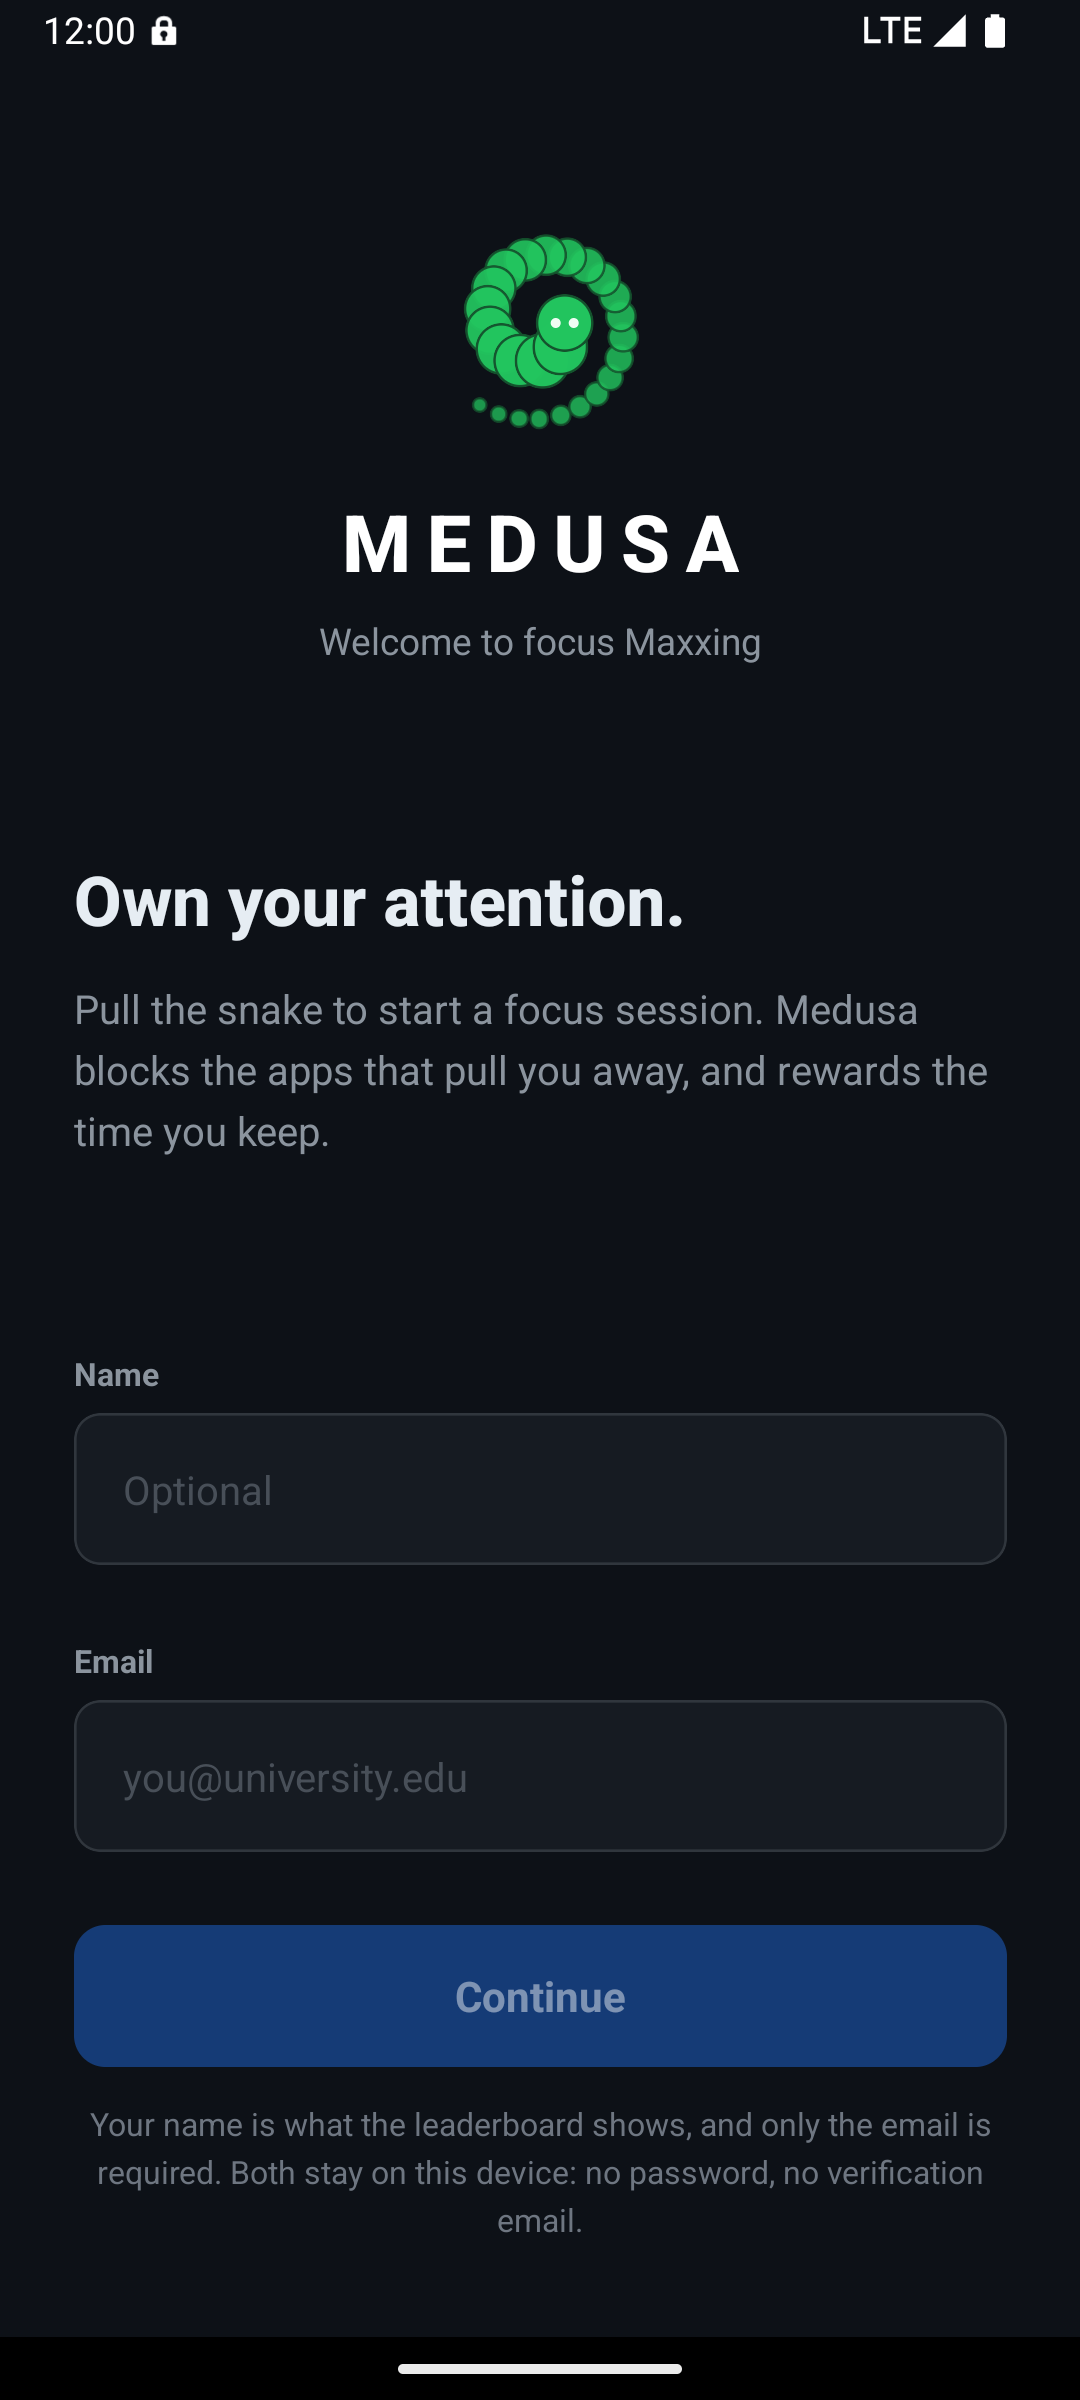 12:00
LTE
MEDUSA
Welcome to focus Maxxing
Own your attention.
Pull the snake to start a focus session. Medusa
blocks the apps that pull you away, and rewards the
time you keep.
Name
Optional
Email
you@university.edu
Continue
Your name is what the leaderboard shows, and only the email is
required. Both stay on this device: no password, no verification
email.